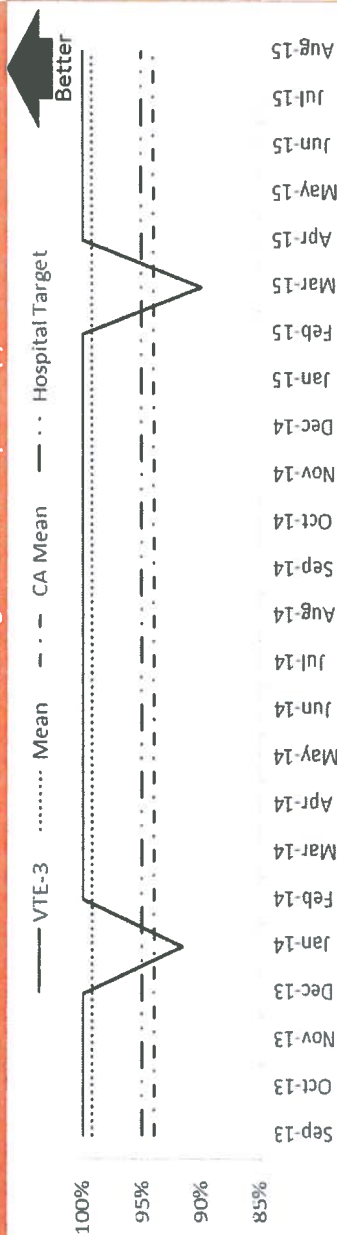 Better
VTE-3 Mean CA Mean Hospital Target
100%
95%
90%
85%
Sep-13
Oct-13
Nov-13
Dec-13
Jan-14
Feb-14
Mar-14
Apr-14
May-14
Jun-14
Jul-14
Aug-14
Sep-14
Oct-14
Nov-14
Dec-14
Jan-15
Feb-15
Mar-15
Apr-15
May-15
Jun-15
Jul-15
Aug-15